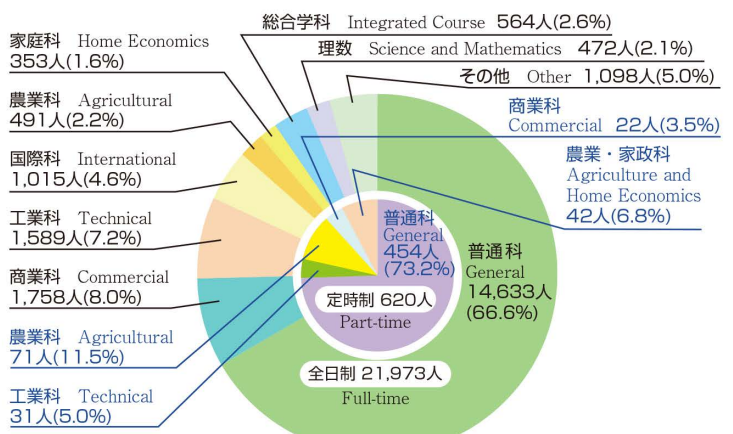 総合学科 Integrated Course 564人(2.6%)
理数 Science and Mathematics 472人(2.1%)
その他 Other 1,098人(5.0%)
家庭科 Home Economics
353人(1.6%)
農業科 Agricultural
491人(2.2%)
国際科 International
1,015人(4.6%)
工業科 Technical
1,589人(7.2%)
商業科 Commercial
1,758人(8.0%)
農業科 Agricultural
71人(11.5%)
工業科 Technical
31人(5.0%)
商業科
Commercial 22人(3.5%)
農業・家政科
Agriculture and
Home Economics
42人(6.8%)
普通科
General
454人
(73.2%)
定時制 620人
Part-time
普通科
General
14,633人
(66.6%)
全日制 21,973人
Full-time